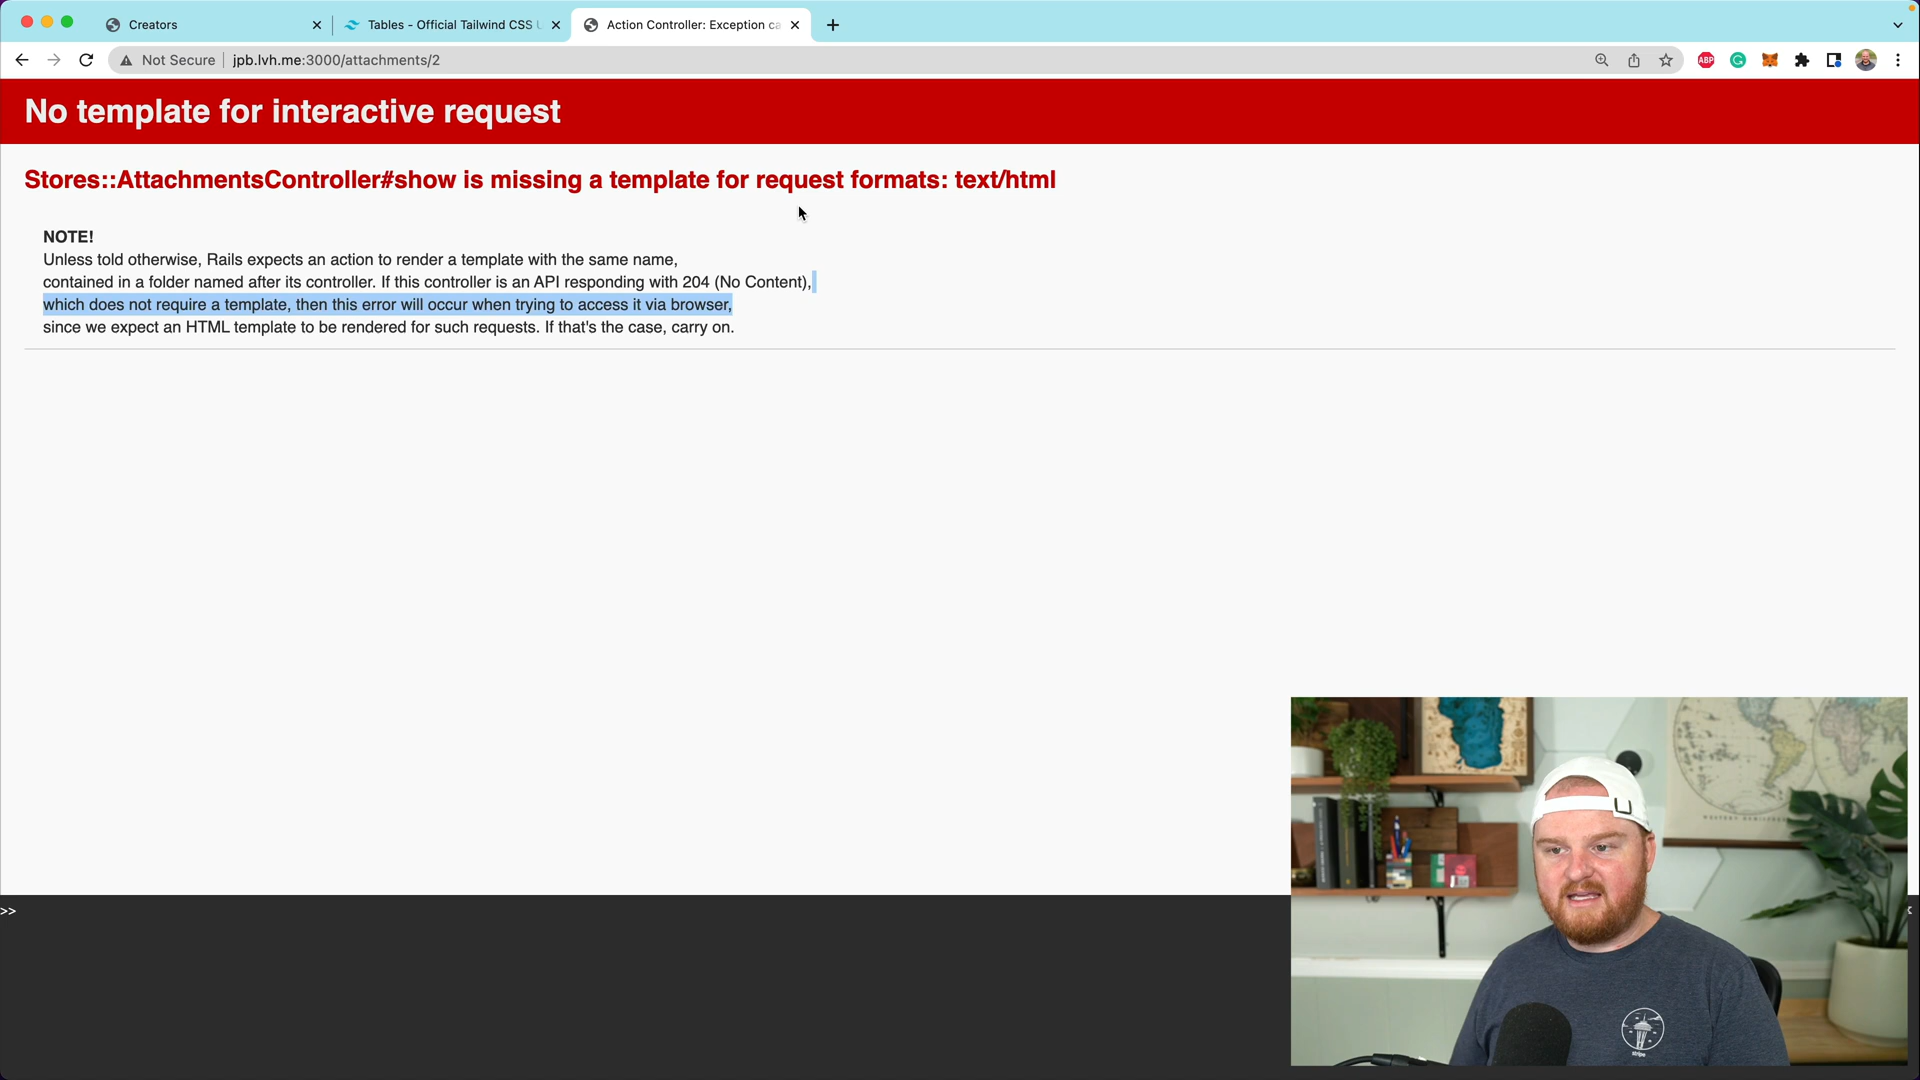 Creators
Tables - Official Tailwind CSS U
Action Controller: Exception ca
Not Secure
jpb.lvh.me:3000/attachments/2
ABP
No template for interactive request
Stores::AttachmentsController#show is missing a template for request formats: text/html
NOTE!
Unless told otherwise, Rails expects an action to render a template with the same name,
contained in a folder named after its controller. If this controller is an API responding with 204 (No Content),
which does not require a template, then this error will occur when trying to access it via browser,
since we expect an HTML template to be rendered for such requests. If that's the case, carry on.
>>
x
stripe